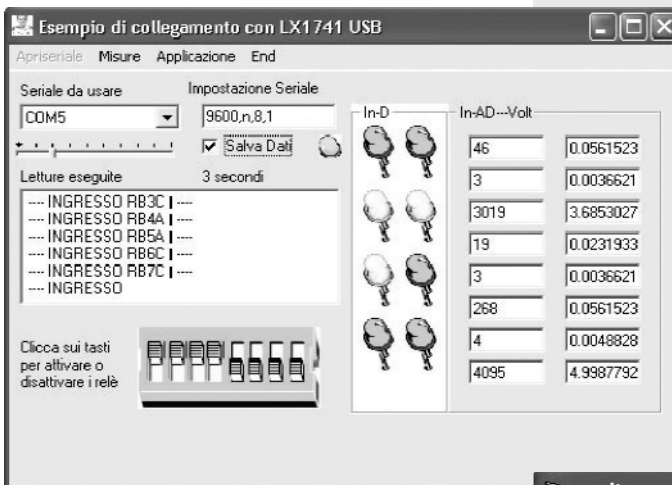 Esempio di collegamento con LX1741 USB
Apriseriale Misure Applicazione End
Seriale da usare
Impostazione Seriale
COM5
9600,n,8,1
Salva Dati
Letture eseguite
3 secondi
---- INGRESSO RB3C | ----
---- INGRESSO RB4A | ----
---- INGRESSO RB5A | ----
---- INGRESSO RB6C | ----
---- INGRESSO RB7C | ----
---- INGRESSO
Clicca sui tasti
per attivare o
disattivare i relè
In-D
In-AD---Volt
46 0.0561523
3 0.0036621
3019 3.6853027
19 0.0231933
3 0.0036621
268 0.0561523
4 0.0048828
4095 4.9987792